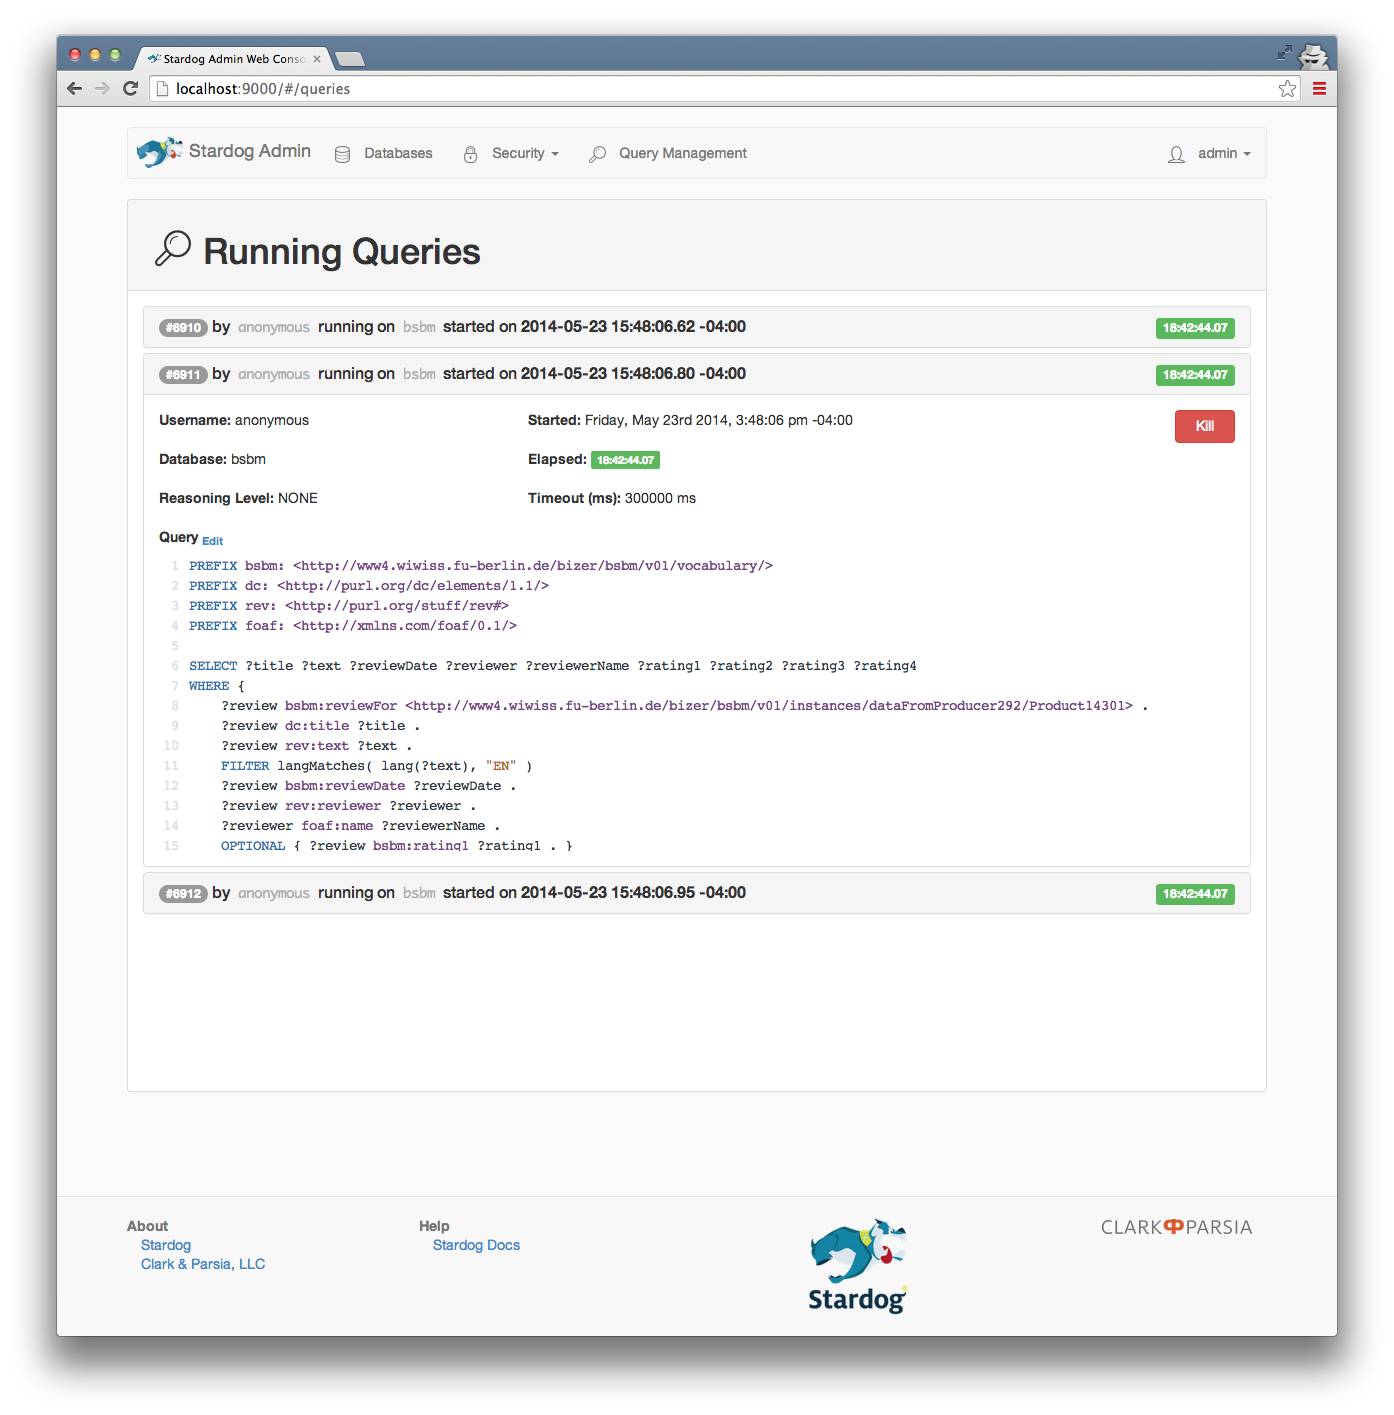 Stardog Admin Web Conso
localhost:9000/#/queries
Stardog Admin Databases Security Query Management admin
Running Queries
#6910 by anonymous running on bsbm started on 2014-05-23 15:48:06.62 -04:00 18:42:44.07
#6911 by anonymous running on bsbm started on 2014-05-23 15:48:06.80 -04:00 18:42:44.07
Username: anonymous Started: Friday, May 23rd 2014, 3:48:06 pm -04:00 Kill
Database: bsbm Elapsed: 18:42:44.07
Reasoning Level: NONE Timeout (ms): 300000 ms
Query Edit
1 PREFIX bsbm: <http://www4.wiwiss.fu-berlin.de/bizer/bsbm/v01/vocabulary/>
2 PREFIX dc: <http://purl.org/dc/elements/1.1/>
3 PREFIX rev: <http://purl.org/stuff/rev#>
4 PREFIX foaf: <http://xmlns.com/foaf/0.1/>
5
6 SELECT ?title ?text ?reviewDate ?reviewer ?reviewerName ?rating1 ?rating2 ?rating3 ?rating4
7 WHERE {
8 ?review bsbm:reviewFor <http://www4.wiwiss.fu-berlin.de/bizer/bsbm/v01/instances/dataFromProducer292/Product14301> .
9 ?review dc:title ?title .
10 ?review rev:text ?text .
11 FILTER langMatches( lang(?text), "EN" )
12 ?review bsbm:reviewDate ?reviewDate .
13 ?review rev:reviewer ?reviewer .
14 ?reviewer foaf:name ?reviewerName .
15 OPTIONAL { ?review bsbm:rating1 ?rating1 . }
#6912 by anonymous running on bsbm started on 2014-05-23 15:48:06.95 -04:00 18:42:44.07
About
Stardog
Clark & Parsia, LLC
Help
Stardog Docs
Stardog
CLARK PARSIA